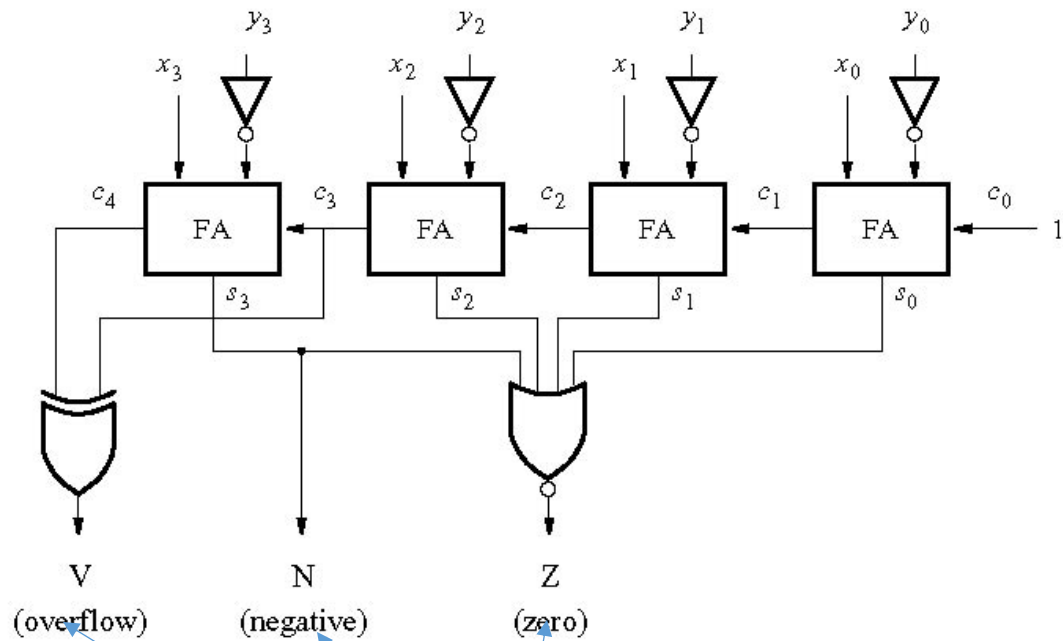 y3 y2 y1 y0
x3 x2 x1 x0
c4 c3 c2 c1 c0
FA FA FA FA 1
s3 s2 s1 s0
V N Z
(overflow) (negative) (zero)